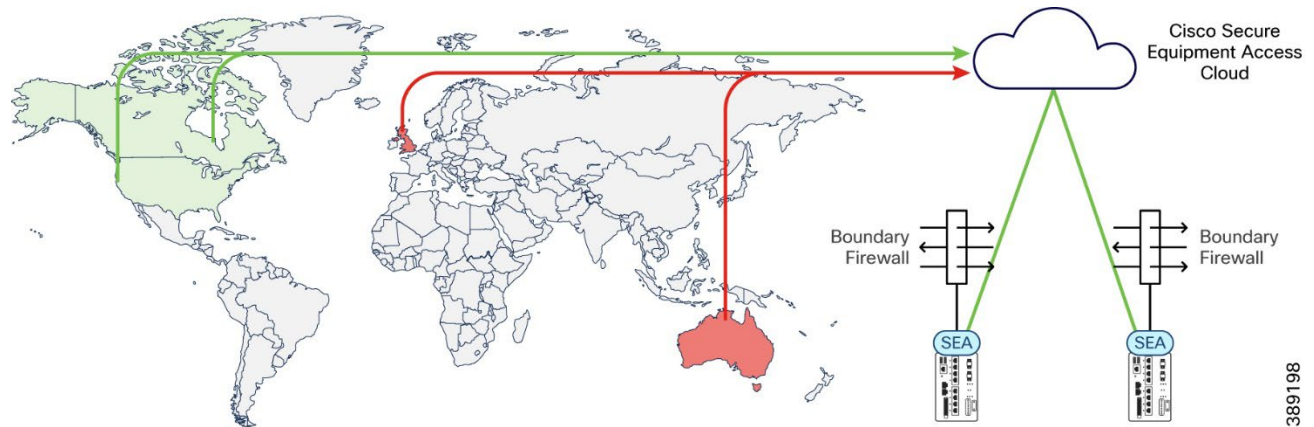 Cisco Secure
Equipment Access
Cloud
Boundary
Firewall
Boundary
Firewall
SEA
SEA
389198